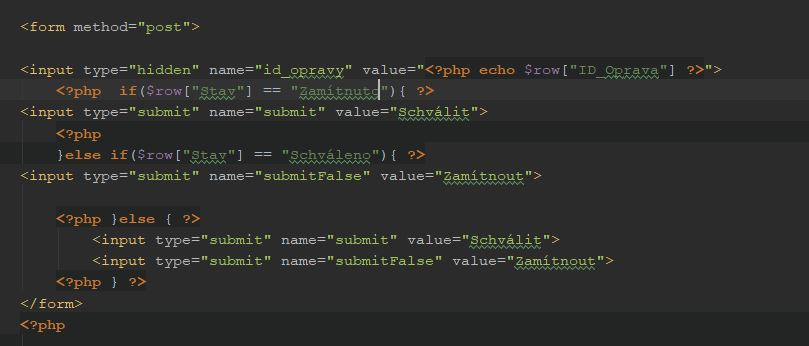 <form method="post">
<input type="hidden" name="id_opravy" value="<?php echo $row["ID_Oprava"] ?>">
<?php  if($row["Stav"] == "Zamítnuto"){ ?>
<input type="submit" name="submit" value="Schválit">
<?php
}else if($row["Stav"] == "Schváleno"){ ?>
<input type="submit" name="submitFalse" value="Zamítnout">
<?php }else { ?>
<input type="submit" name="submit" value="Schválit">
<input type="submit" name="submitFalse" value="Zamítnout">
<?php } ?>
</form>
<?php